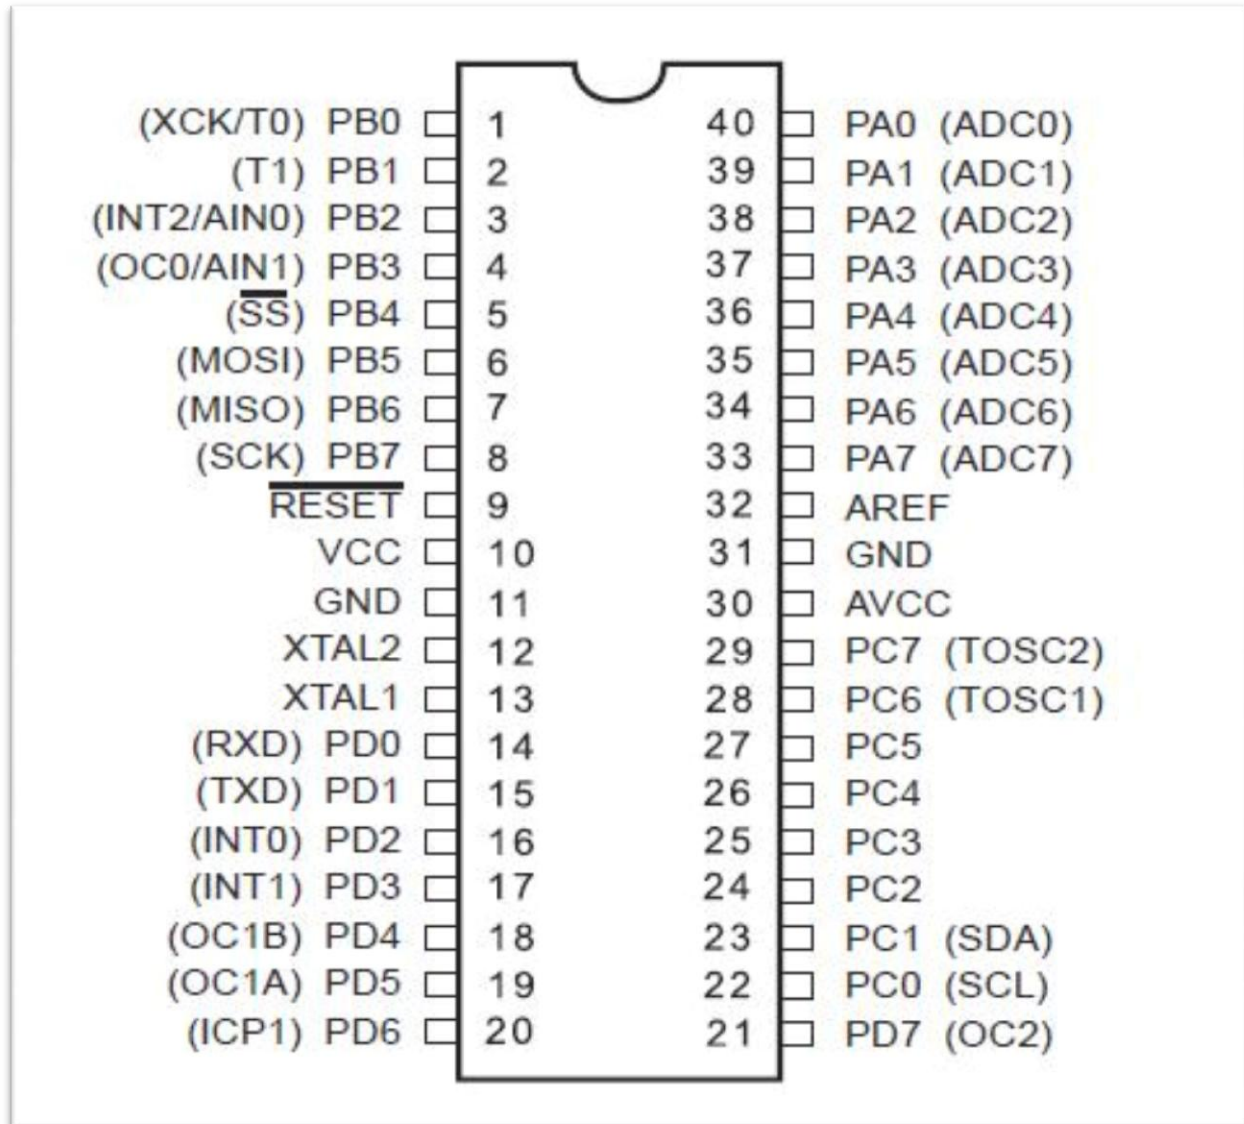 (XCK/T0) PB0 1 40 PA0 (ADC0)
(T1) PB1 2 39 PA1 (ADC1)
(INT2/AIN0) PB2 3 38 PA2 (ADC2)
(OC0/AIN1) PB3 4 37 PA3 (ADC3)
(SS) PB4 5 36 PA4 (ADC4)
(MOSI) PB5 6 35 PA5 (ADC5)
(MISO) PB6 7 34 PA6 (ADC6)
(SCK) PB7 8 33 PA7 (ADC7)
RESET 9 32 AREF
VCC 10 31 GND
GND 11 30 AVCC
XTAL2 12 29 PC7 (TOSC2)
XTAL1 13 28 PC6 (TOSC1)
(RXD) PD0 14 27 PC5
(TXD) PD1 15 26 PC4
(INT0) PD2 16 25 PC3
(INT1) PD3 17 24 PC2
(OC1B) PD4 18 23 PC1 (SDA)
(OC1A) PD5 19 22 PC0 (SCL)
(ICP1) PD6 20 21 PD7 (OC2)